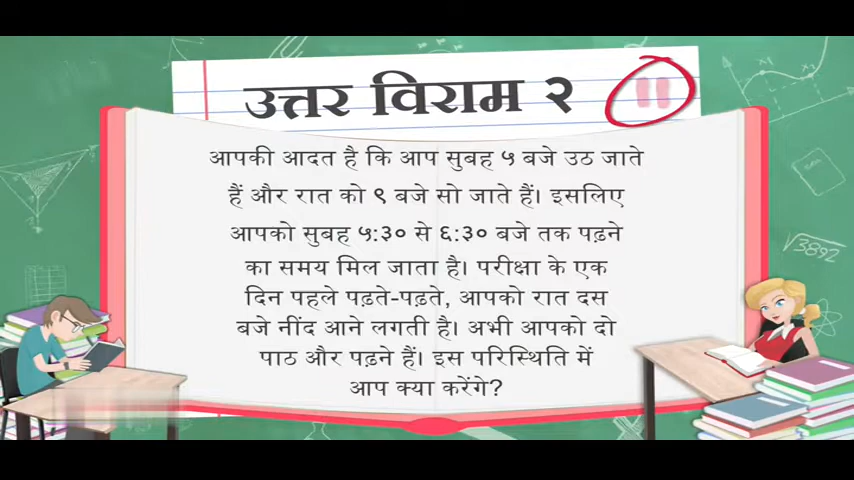 उत्तर विराम २
आपकी आदत है कि आप सुबह ५ बजे उठ जाते
हैं और रात को ९ बजे सो जाते हैं। इसलिए
आपको सुबह ५:३० से ६:३० बजे तक पढ़ने
का समय मिल जाता है। परीक्षा के एक
दिन पहले पढ़ते-पढ़ते, आपको रात दस
बजे नींद आने लगती है। अभी आपको दो
पाठ और पढ़ने हैं। इस परिस्थिति में
आप क्या करेंगे?
√3892